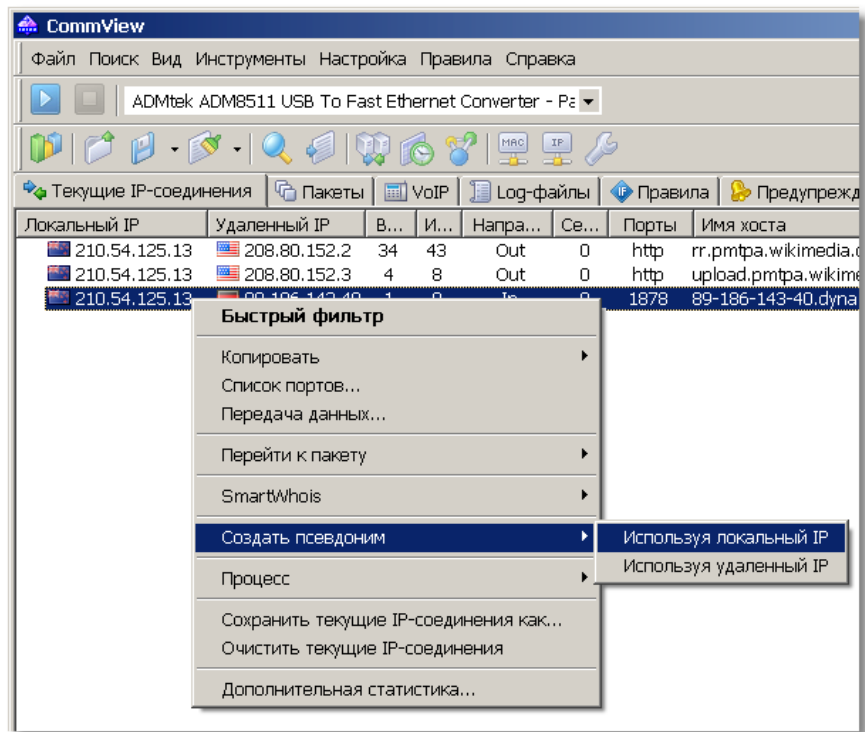 CommView
Файл Поиск Вид Инструменты Настройка Правила Справка
ADMtek ADM8511 USB To Fast Ethernet Converter - Pa
MAC IP
Текущие IP-соединения Пакеты VoIP Log-файлы Правила Предупрежд
Локальный IP Удаленный IP В... И... Напра... Се... Порты Имя хоста
210.54.125.13 208.80.152.2 34 43 Out 0 http rr.pmtpa.wikimedia.
210.54.125.13 208.80.152.3 4 8 Out 0 http upload.pmtpa.wikime
210.54.125.13 1878 89-186-143-40.dyna
Быстрый фильтр
Копировать
Список портов...
Передача данных...
Перейти к пакету
SmartWhois
Создать псевдоним
Используя локальный IP
Используя удаленный IP
Процесс
Сохранить текущие IP-соединения как...
Очистить текущие IP-соединения
Дополнительная статистика...